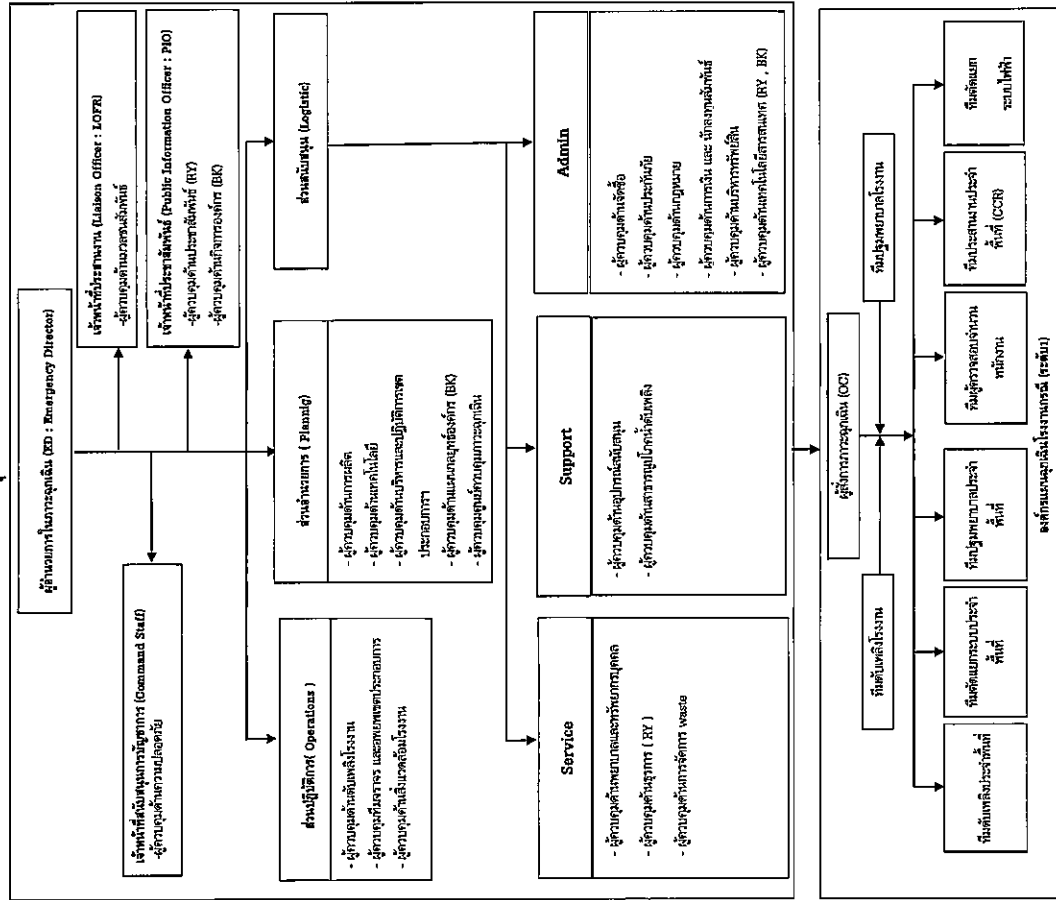 ผู้อำนวยการในภาวะฉุกเฉิน (ED : Emergency Director)
เจ้าหน้าที่ประสานงาน (Liaison Officer : LOFR)
-ผู้ควบคุมด้านมวลชนสัมพันธ์
เจ้าหน้าที่ประชาสัมพันธ์ (Public Information Officer : PIO)
- ผู้ควบคุมด้านประชาสัมพันธ์ (RY)
- ผู้ควบคุมด้านกิจการองค์กร (BK)
เจ้าหน้าที่สนับสนุนการบัญชาการ (Command Staff)
-ผู้ควบคุมด้านความปลอดภัย
ส่วนปฏิบัติการ( Operations )
- ผู้ควบคุมด้านดับเพลิงโรงงาน
- ผู้ควบคุมทีมจราจร และอพยพเขตประกอบการ
- ผู้ควบคุมด้านสิ่งแวดล้อมโรงงาน
ส่วนอำนวยการ ( Plannig)
- ผู้ควบคุมด้านการผลิต
- ผู้ควบคุมด้านเทคโนโลยี
- ผู้ควบคุมด้านบริหารและปฏิบัติการเขต
ประกอบการฯ
- ผู้ควบคุมด้านแผนกลยุทธ์องค์กร (BK)
- ผู้ควบคุมศูนย์ควบคุมภาวะฉุกเฉิน
ส่วนสนับสนุน (Logistic)
Service
- ผู้ควบคุมด้านพยาบาลและทรัพยากรบุคคล
- ผู้ควบคุมด้านธุรการ ( RY )
- ผู้ควบคุมด้านการจัดการ waste
Support
- ผู้ควบคุมด้านอุปกรณ์สนับสนุน
- ผู้ควบคุมด้านสาธารณูปโภคน้ำดับเพลิง
Admin
- ผู้ควบคุมด้านจัดซื้อ
- ผู้ควบคุมด้านประกันภัย
- ผู้ควบคุมด้านกฎหมาย
- ผู้ควบคุมด้านการเงิน และ นักลงทุนสัมพันธ์
- ผู้ควบคุมด้านบริหารทรัพย์สิน
- ผู้ควบคุมด้านเทคโนโลยีสารสนเทศ (RY , BK)
ผู้สั่งการภาวะฉุกเฉิน (OC)
ทีมดับเพลิงโรงงาน
ทีมปฐมพยาบาลโรงงาน
ทีมดับเพลิงประจำพื้นที่
ทีมตัดแยกระบบประจำ
พื้นที่
ทีมปฐมพยาบาลประจำ
พื้นที่
ทีมผู้ตรวจสอบจำนวน
พนักงาน
ทีมประสานงานประจำ
พื้นที่ (CCR)
ทีมตัดแยก
ระบบไฟฟ้า
องค์กรแผนฉุกเฉินโรงงานกรณี (ระดับ1)